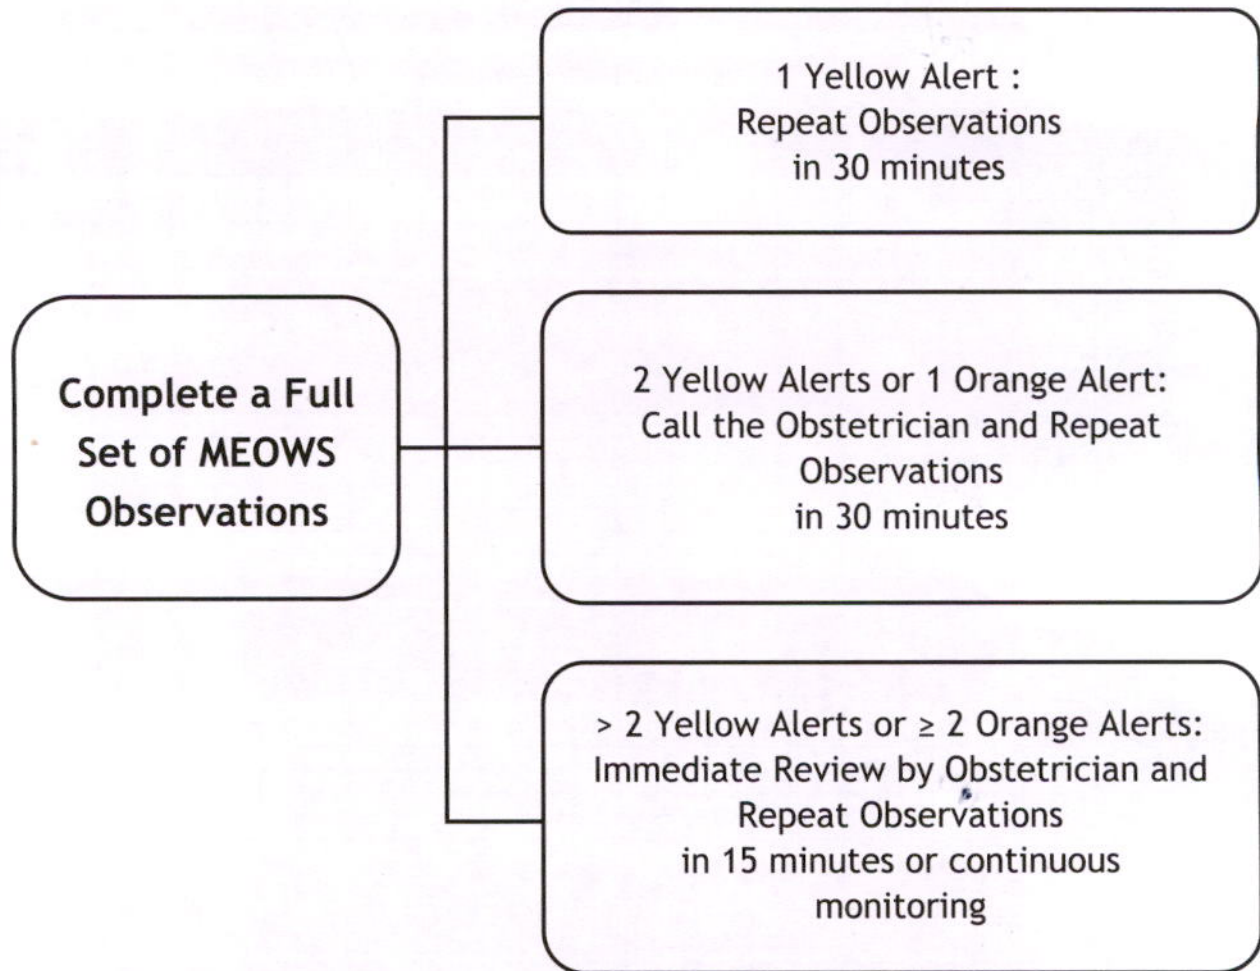 Complete a Full
Set of MEOWS
Observations
1 Yellow Alert :
Repeat Observations
in 30 minutes
2 Yellow Alerts or 1 Orange Alert:
Call the Obstetrician and Repeat
Observations
in 30 minutes
> 2 Yellow Alerts or ≥ 2 Orange Alerts:
Immediate Review by Obstetrician and
Repeat Observations
in 15 minutes or continuous
monitoring